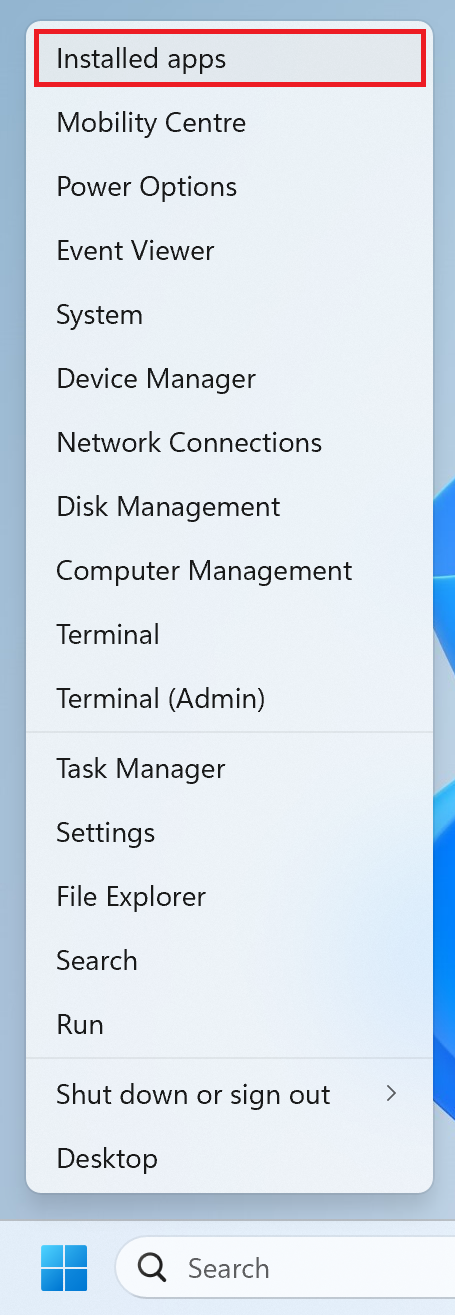 Installed apps
Mobility Centre
Power Options
Event Viewer
System
Device Manager
Network Connections
Disk Management
Computer Management
Terminal
Terminal (Admin)
Task Manager
Settings
File Explorer
Search
Run
Shut down or sign out
Desktop
Search